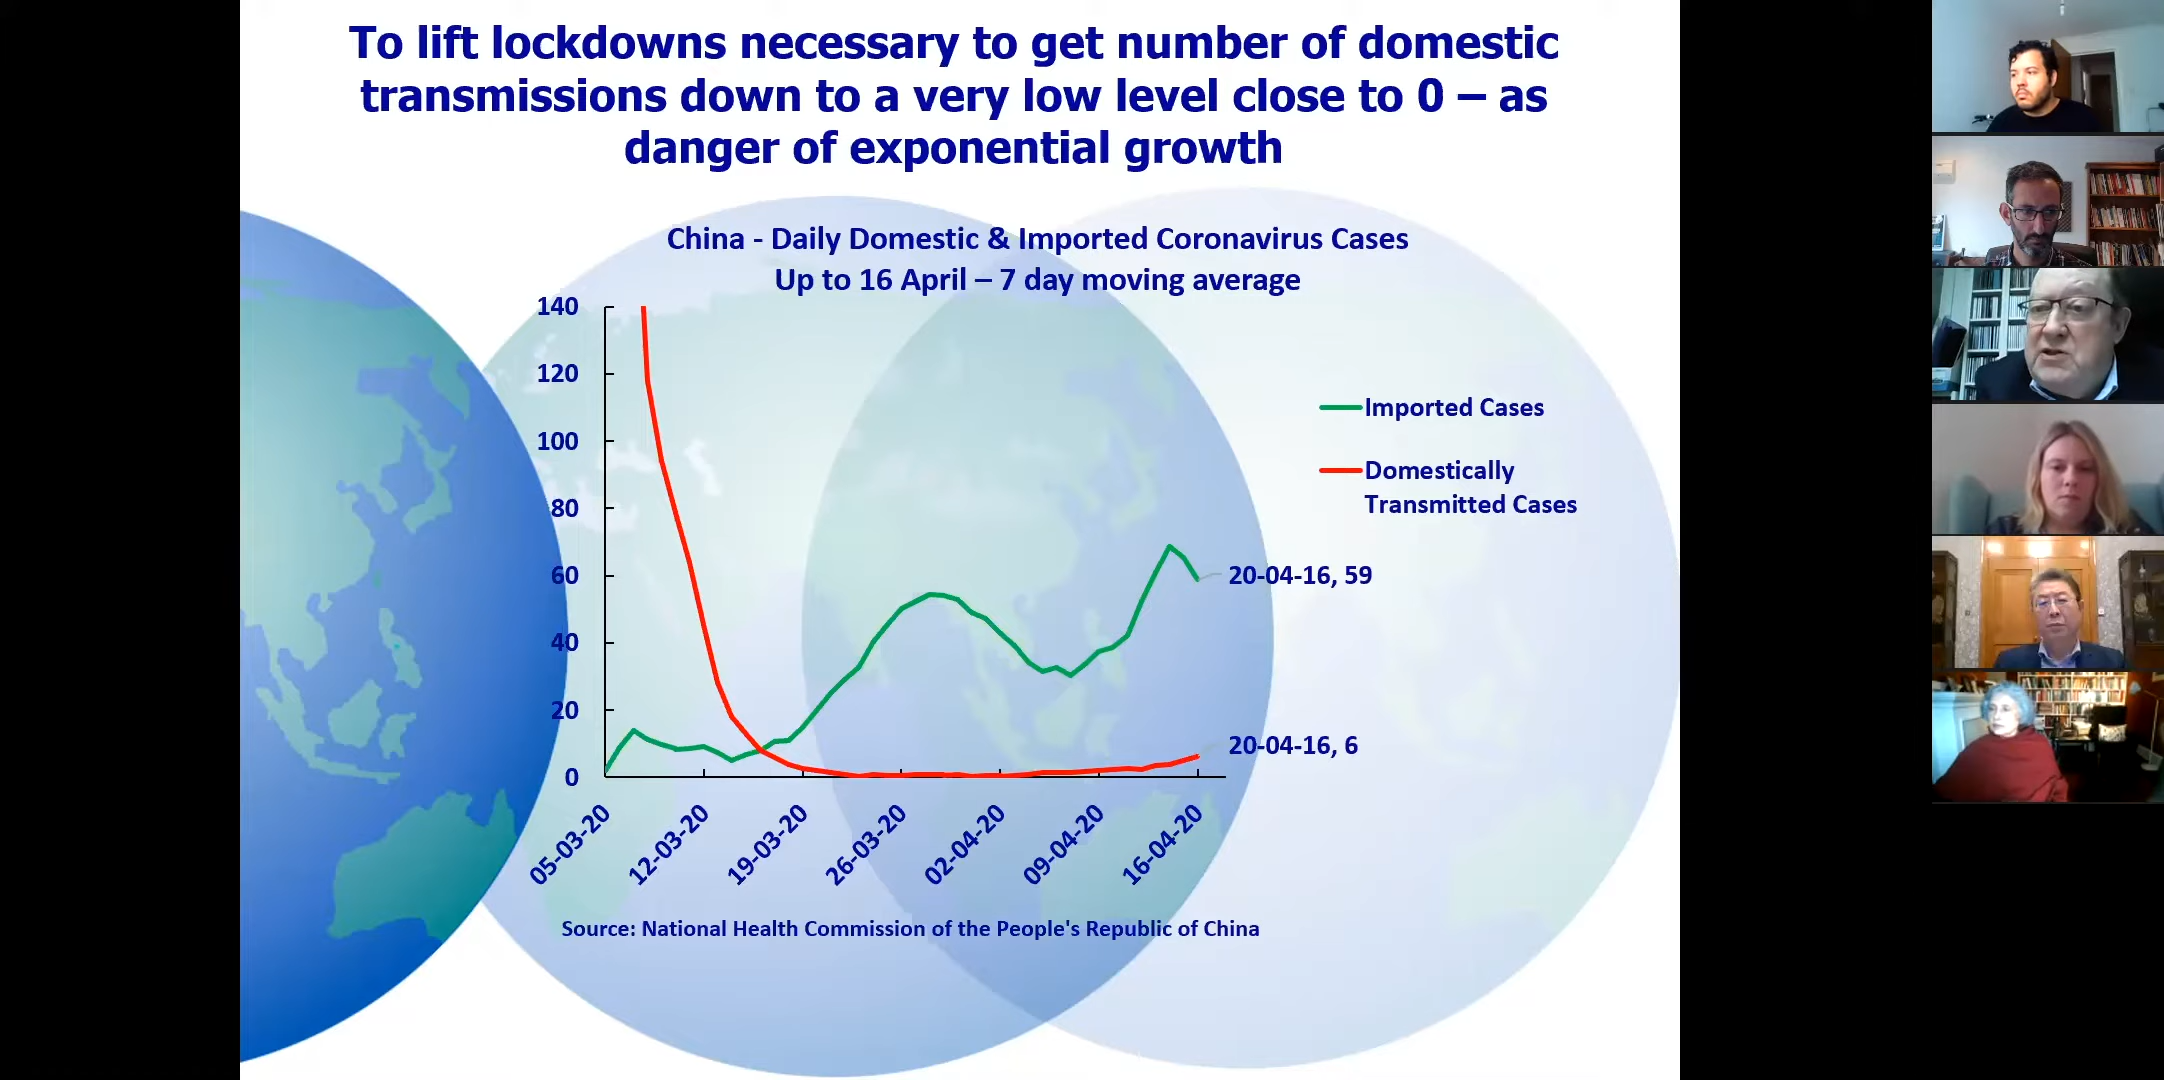 To lift lockdowns necessary to get number of domestic
transmissions down to a very low level close to 0 – as
danger of exponential growth
China - Daily Domestic & Imported Coronavirus Cases
Up to 16 April – 7 day moving average
140
120
100
80
60
40
20
0
Imported Cases
Domestically
Transmitted Cases
20-04-16, 59
20-04-16, 6
05-03-20
12-03-20
19-03-20
26-03-20
02-04-20
09-04-20
16-04-20
Source: National Health Commission of the People's Republic of China